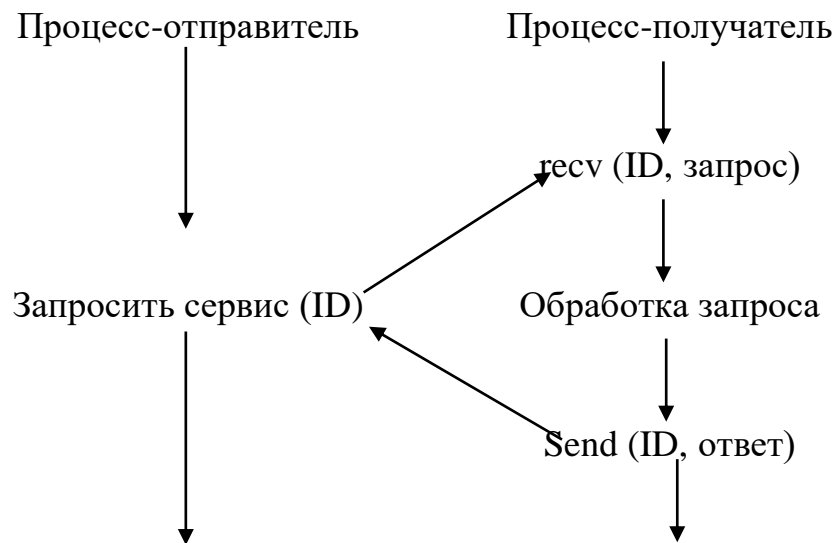 Процесс-отправитель
Процесс-получатель
recv (ID, запрос)
Запросить сервис (ID)
Обработка запроса
Send (ID, ответ)